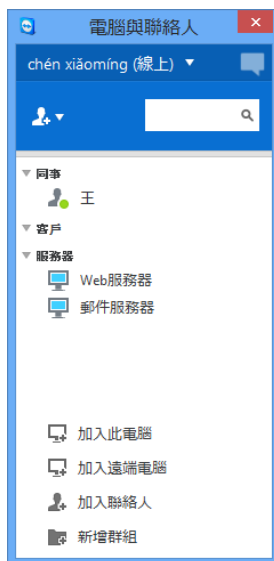 電腦與聯絡人
chén xiǎomíng (線上)
同事
王
客戶
服務器
Web服務器
郵件服務器
加入此電腦
加入遠端電腦
加入聯絡人
新增群組